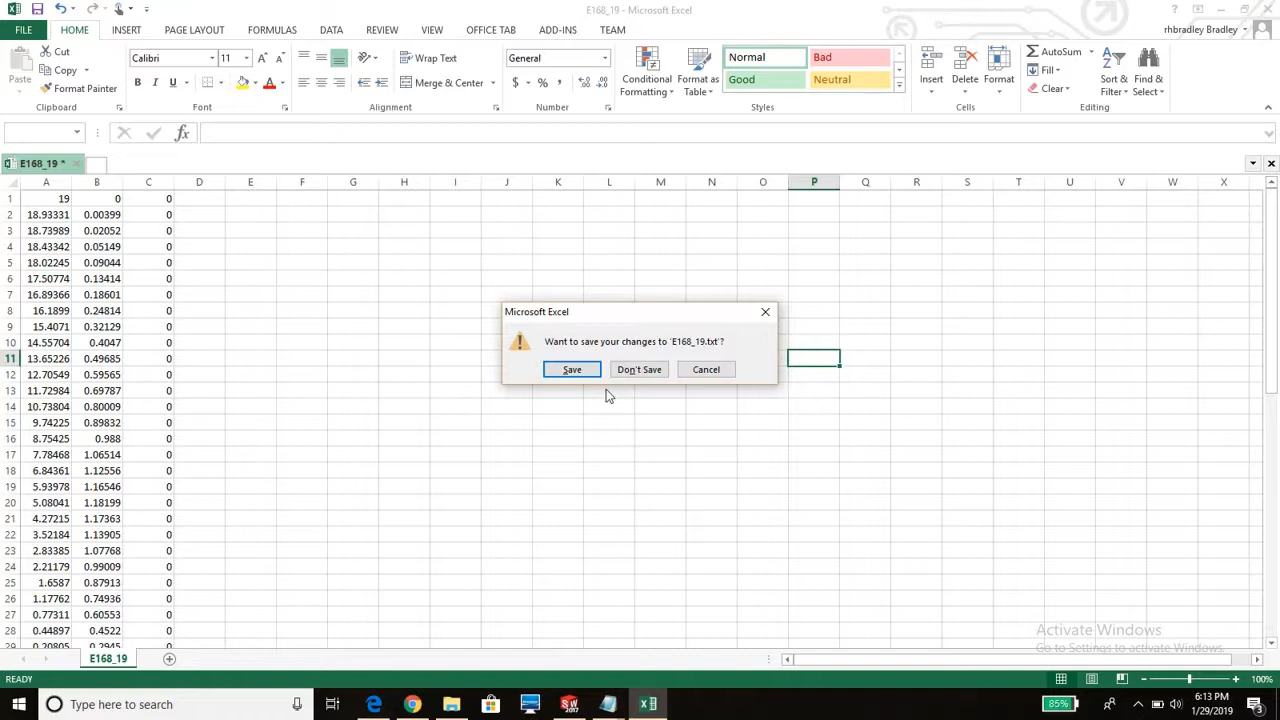 E168_19 - Microsoft Excel
FILE HOME INSERT PAGE LAYOUT FORMULAS DATA REVIEW VIEW OFFICE TAB ADD-INS TEAM rhbradley Bradley
Paste Cut Copy Format Painter
Calibri 11 B I U
Wrap Text Merge & Center
General $ % ,
Conditional Formatting Format as Table
Normal Bad Good Neutral
Insert Delete Format
AutoSum Fill Clear
Sort & Filter Find & Select
Clipboard Font Alignment Number Styles Cells Editing
fx
E168_19 *
A B C D E F G H I J K L M N O P Q R S T U V W X
1 19 0 0
2 18.93331 0.00399 0
3 18.73989 0.02052 0
4 18.43342 0.05149 0
5 18.02245 0.09044 0
6 17.50774 0.13414 0
7 16.89366 0.18601 0
8 16.1899 0.24814 0
9 15.4071 0.32129 0
10 14.55704 0.4047 0
11 13.65226 0.49685 0
12 12.70549 0.59565 0
13 11.72984 0.69787 0
14 10.73804 0.80009 0
15 9.74225 0.89832 0
16 8.75425 0.988 0
17 7.78468 1.06514 0
18 6.84361 1.12556 0
19 5.93978 1.16546 0
20 5.08041 1.18199 0
21 4.27215 1.17363 0
22 3.52184 1.13905 0
23 2.83385 1.07768 0
24 2.21179 0.99009 0
25 1.6587 0.87913 0
26 1.17762 0.74936 0
27 0.77311 0.60553 0
28 0.44897 0.4522 0
29 0.20805 0.2945 0
Microsoft Excel
Want to save your changes to 'E168_19.txt'?
Save Don't Save Cancel
Activate Windows
Go to Settings to activate Windows.
E168_19
READY 100%
Type here to search 85% 6:13 PM
1/29/2019